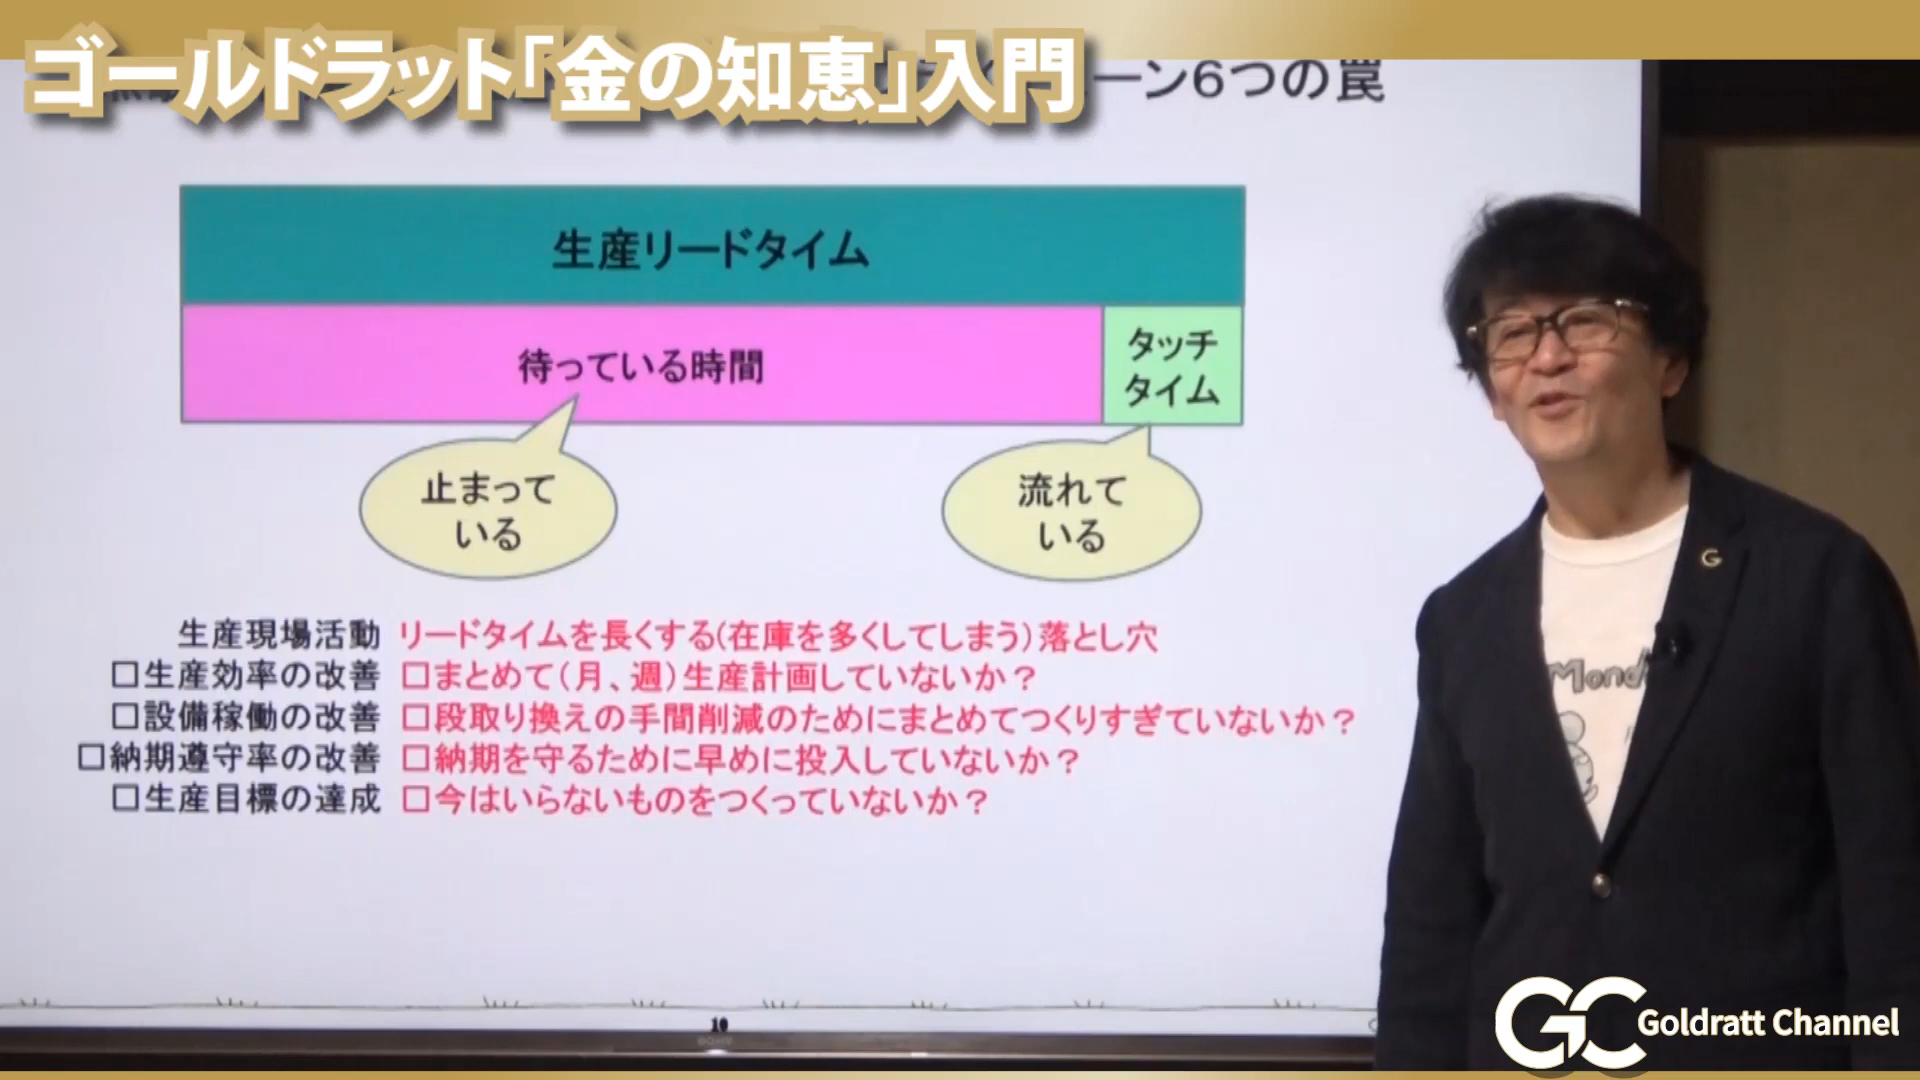 ゴールドラット「金の知恵」入門
ーン6つの罠
生産リードタイム
待っている時間
タッチ
タイム
止まって
いる
流れて
いる
生産現場活動 リードタイムを長くする(在庫を多くしてしまう)落とし穴
□生産効率の改善 □まとめて(月、週)生産計画していないか?
□設備稼働の改善 □段取り換えの手間削減のためにまとめてつくりすぎていないか?
□納期遵守率の改善 □納期を守るために早めに投入していないか?
□生産目標の達成 □今はいらないものをつくっていないか?
G
10
GC Goldratt Channel